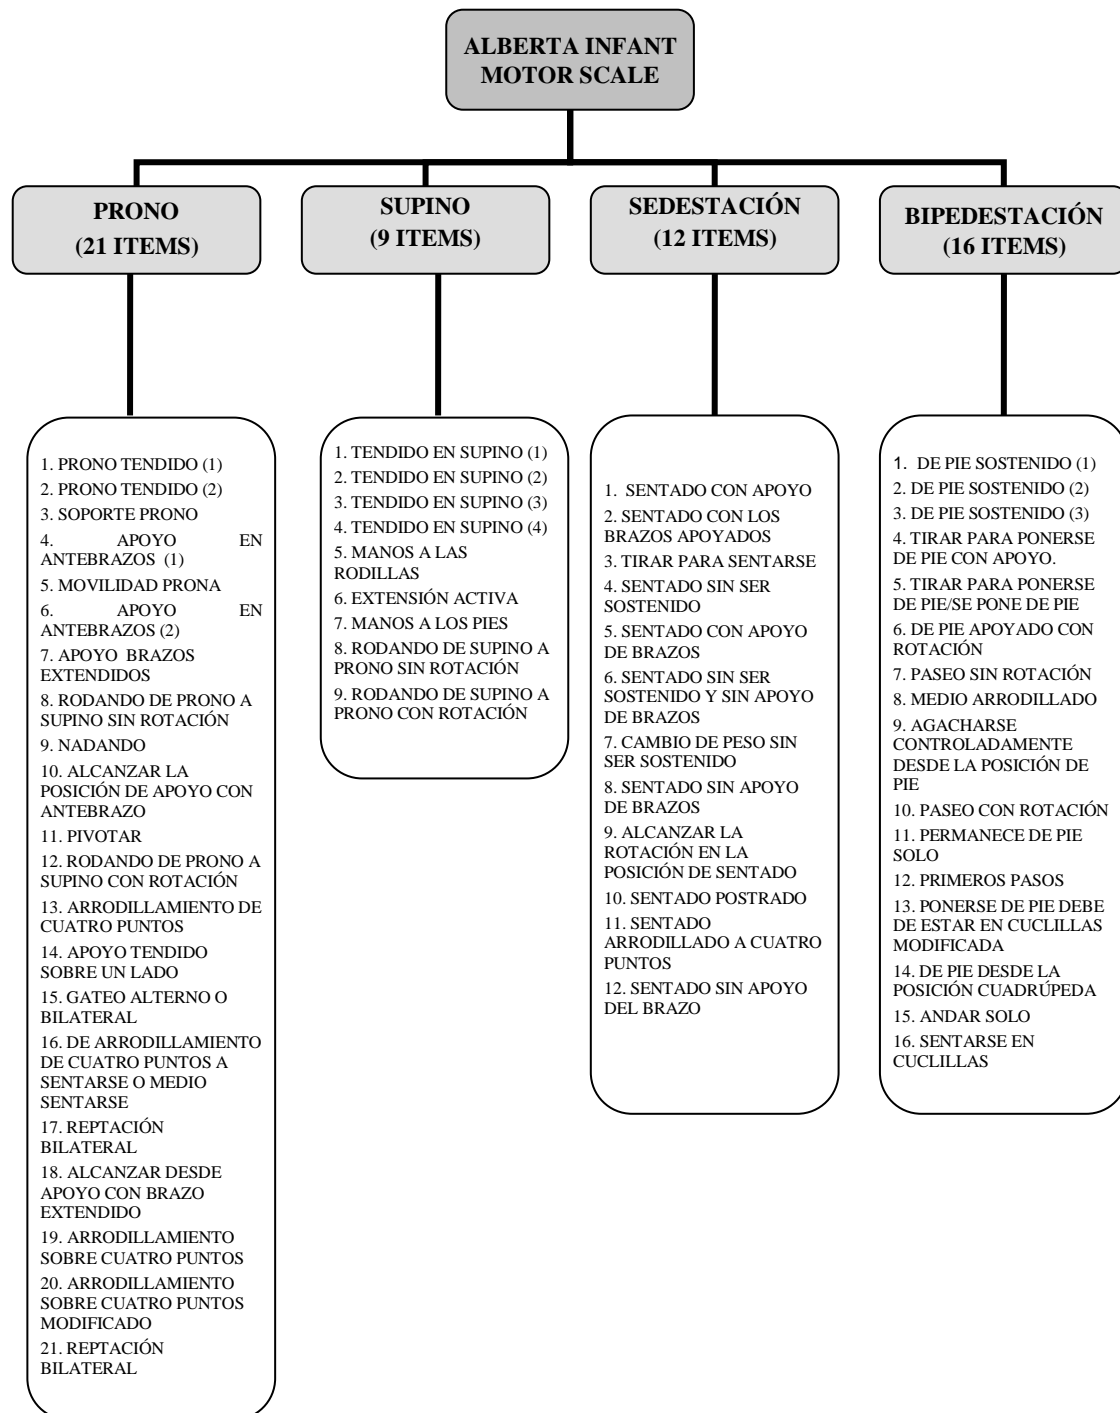 ALBERTA INFANT
MOTOR SCALE
PRONO
(21 ITEMS)
SUPINO
(9 ITEMS)
SEDESTACIÓN
(12 ITEMS)
BIPEDESTACIÓN
(16 ITEMS)
1. PRONO TENDIDO (1)
2. PRONO TENDIDO (2)
3. SOPORTE PRONO
4. APOYO EN
ANTEBRAZOS (1)
5. MOVILIDAD PRONA
6. APOYO EN
ANTEBRAZOS (2)
7. APOYO BRAZOS
EXTENDIDOS
8. RODANDO DE PRONO A
SUPINO SIN ROTACIÓN
9. NADANDO
10. ALCANZAR LA
POSICIÓN DE APOYO CON
ANTEBRAZO
11. PIVOTAR
12. RODANDO DE PRONO A
SUPINO CON ROTACIÓN
13. ARRODILLAMIENTO DE
CUATRO PUNTOS
14. APOYO TENDIDO
SOBRE UN LADO
15. GATEO ALTERNO O
BILATERAL
16. DE ARRODILLAMIENTO
DE CUATRO PUNTOS A
SENTARSE O MEDIO
SENTARSE
17. REPTACIÓN
BILATERAL
18. ALCANZAR DESDE
APOYO CON BRAZO
EXTENDIDO
19. ARRODILLAMIENTO
SOBRE CUATRO PUNTOS
20. ARRODILLAMIENTO
SOBRE CUATRO PUNTOS
MODIFICADO
21. REPTACIÓN
BILATERAL
1. TENDIDO EN SUPINO (1)
2. TENDIDO EN SUPINO (2)
3. TENDIDO EN SUPINO (3)
4. TENDIDO EN SUPINO (4)
5. MANOS A LAS
RODILLAS
6. EXTENSIÓN ACTIVA
7. MANOS A LOS PIES
8. RODANDO DE SUPINO A
PRONO SIN ROTACIÓN
9. RODANDO DE SUPINO A
PRONO CON ROTACIÓN
1. SENTADO CON APOYO
2. SENTADO CON LOS
BRAZOS APOYADOS
3. TIRAR PARA SENTARSE
4. SENTADO SIN SER
SOSTENIDO
5. SENTADO CON APOYO
DE BRAZOS
6. SENTADO SIN SER
SOSTENIDO Y SIN APOYO
DE BRAZOS
7. CAMBIO DE PESO SIN
SER SOSTENIDO
8. SENTADO SIN APOYO
DE BRAZOS
9. ALCANZAR LA
ROTACIÓN EN LA
POSICIÓN DE SENTADO
10. SENTADO POSTRADO
11. SENTADO
ARRODILLADO A CUATRO
PUNTOS
12. SENTADO SIN APOYO
DEL BRAZO
1. DE PIE SOSTENIDO (1)
2. DE PIE SOSTENIDO (2)
3. DE PIE SOSTENIDO (3)
4. TIRAR PARA PONERSE
DE PIE CON APOYO.
5. TIRAR PARA PONERSE
DE PIE/SE PONE DE PIE
6. DE PIE APOYADO CON
ROTACIÓN
7. PASEO SIN ROTACIÓN
8. MEDIO ARRODILLADO
9. AGACHARSE
CONTROLADAMENTE
DESDE LA POSICIÓN DE
PIE
10. PASEO CON ROTACIÓN
11. PERMANECE DE PIE
SOLO
12. PRIMEROS PASOS
13. PONERSE DE PIE DEBE
DE ESTAR EN CUCLILLAS
MODIFICADA
14. DE PIE DESDE LA
POSICIÓN CUADRÚPEDA
15. ANDAR SOLO
16. SENTARSE EN
CUCLILLAS